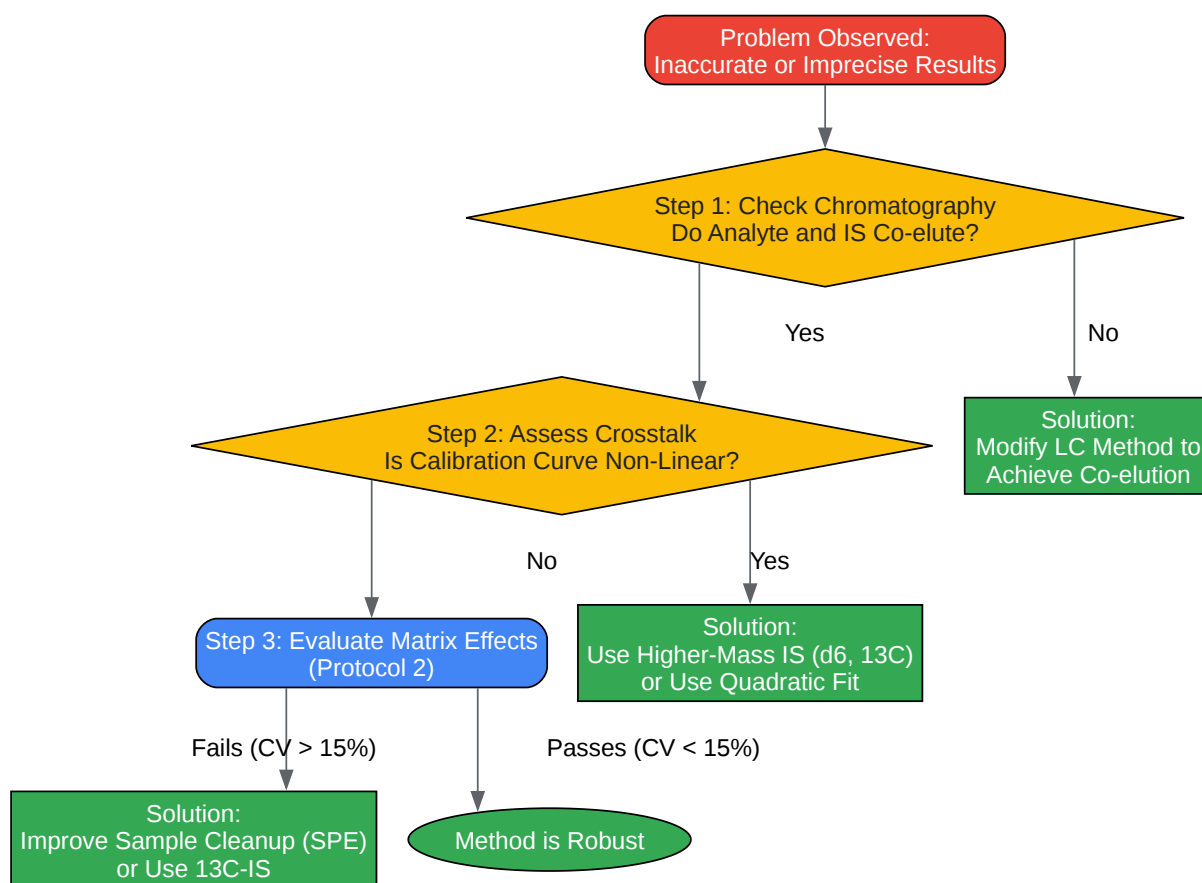 Problem Observed:
Inaccurate or Imprecise Results
Step 1: Check Chromatography
Do Analyte and IS Co-elute?
Yes
No
Step 2: Assess Crosstalk
Is Calibration Curve Non-Linear?
Solution:
Modify LC Method to
Achieve Co-elution
No
Yes
Step 3: Evaluate Matrix Effects
(Protocol 2)
Solution:
Use Higher-Mass IS (d6, 13C)
or Use Quadratic Fit
Fails (CV > 15%)
Passes (CV < 15%)
Solution:
Improve Sample Cleanup (SPE)
or Use 13C-IS
Method is Robust